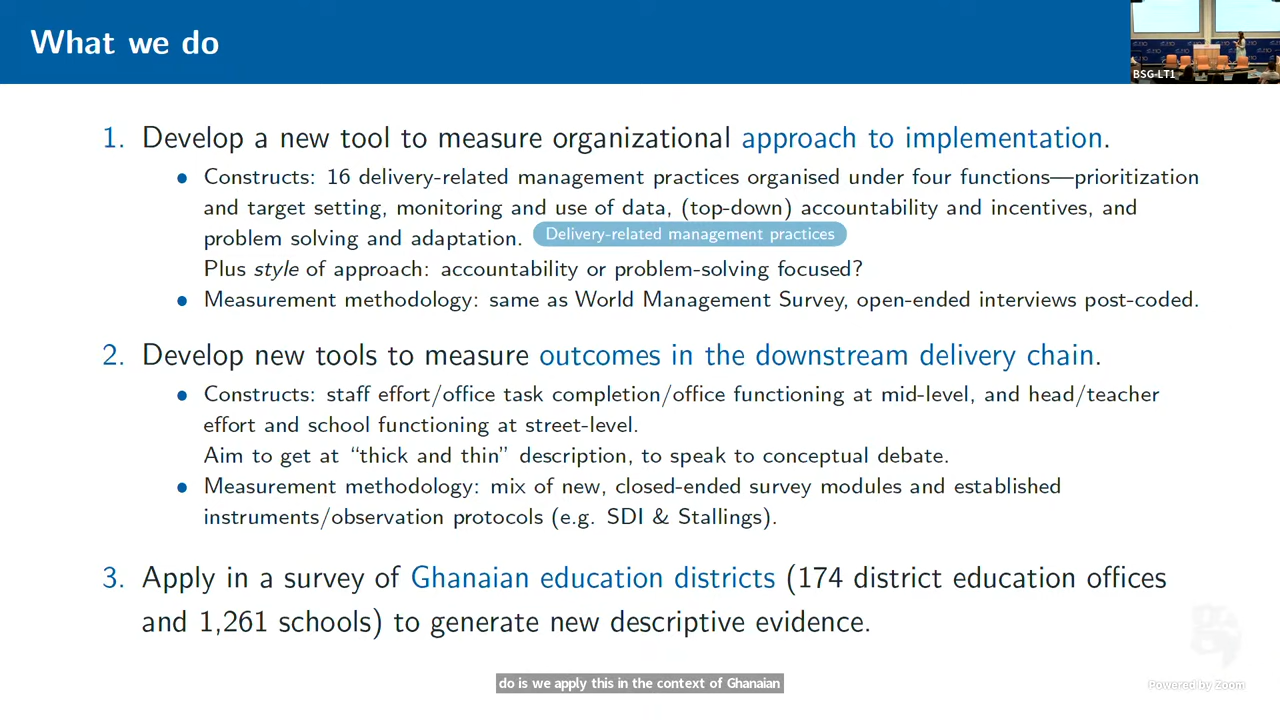 What we do
BSG-LT1
1. Develop a new tool to measure organizational approach to implementation.
● Constructs: 16 delivery-related management practices organised under four functions—prioritization
and target setting, monitoring and use of data, (top-down) accountability and incentives, and
problem solving and adaptation. Delivery-related management practices
Plus style of approach: accountability or problem-solving focused?
● Measurement methodology: same as World Management Survey, open-ended interviews post-coded.
2. Develop new tools to measure outcomes in the downstream delivery chain.
● Constructs: staff effort/office task completion/office functioning at mid-level, and head/teacher
effort and school functioning at street-level.
Aim to get at “thick and thin” description, to speak to conceptual debate.
● Measurement methodology: mix of new, closed-ended survey modules and established
instruments/observation protocols (e.g. SDI & Stallings).
3. Apply in a survey of Ghanaian education districts (174 district education offices
and 1,261 schools) to generate new descriptive evidence.
do is we apply this in the context of Ghanaian
Powered by Zoom